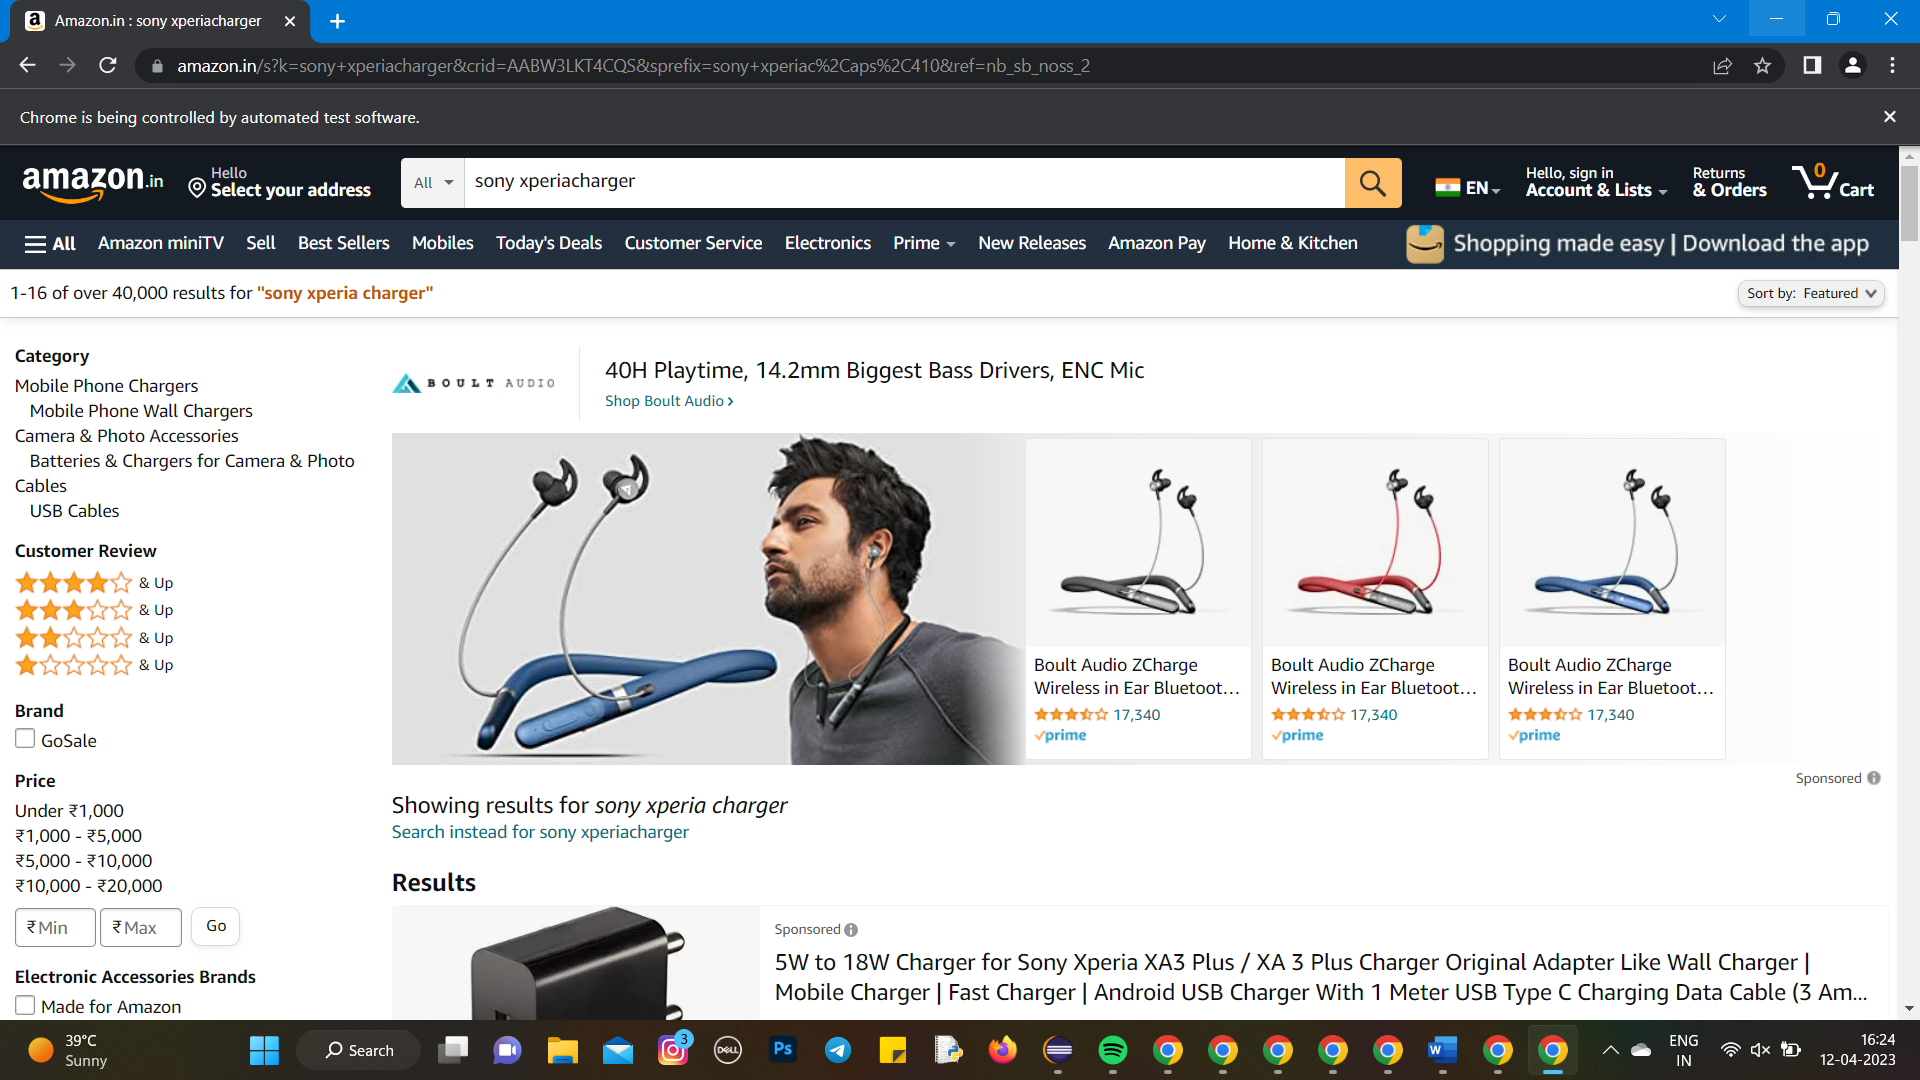 Amazon.in : sony xperiacharger
amazon.in/s?k=sony+xperiacharger&crid=AABW3LKT4CQS&sprefix=sony+xperiac%2Caps%2C410&ref=nb_sb_noss_2
Chrome is being controlled by automated test software.
amazon.in
Hello
Select your address
All
sony xperiacharger
EN
Hello, sign in
Account & Lists
Returns
& Orders
0
Cart
All
Amazon miniTV
Sell
Best Sellers
Mobiles
Today's Deals
Customer Service
Electronics
Prime
New Releases
Amazon Pay
Home & Kitchen
Shopping made easy | Download the app
1-16 of over 40,000 results for "sony xperia charger"
Sort by: Featured
Category
Mobile Phone Chargers
Mobile Phone Wall Chargers
Camera & Photo Accessories
Batteries & Chargers for Camera & Photo
Cables
USB Cables
Customer Review
& Up
& Up
& Up
& Up
Brand
GoSale
Price
Under ₹1,000
₹1,000 - ₹5,000
₹5,000 - ₹10,000
₹10,000 - ₹20,000
₹ Min
₹ Max
Go
Electronic Accessories Brands
Made for Amazon
BOULT AUDIO
40H Playtime, 14.2mm Biggest Bass Drivers, ENC Mic
Shop Boult Audio ›
Boult Audio ZCharge
Wireless in Ear Bluetoot...
17,340
prime
Boult Audio ZCharge
Wireless in Ear Bluetoot...
17,340
prime
Boult Audio ZCharge
Wireless in Ear Bluetoot...
17,340
prime
Sponsored
Showing results for sony xperia charger
Search instead for sony xperiacharger
Results
Sponsored
5W to 18W Charger for Sony Xperia XA3 Plus / XA 3 Plus Charger Original Adapter Like Wall Charger |
Mobile Charger | Fast Charger | Android USB Charger With 1 Meter USB Type C Charging Data Cable (3 Am...
39°C
Sunny
Search
3
DELL
Ps
W
ENG
IN
16:24
12-04-2023